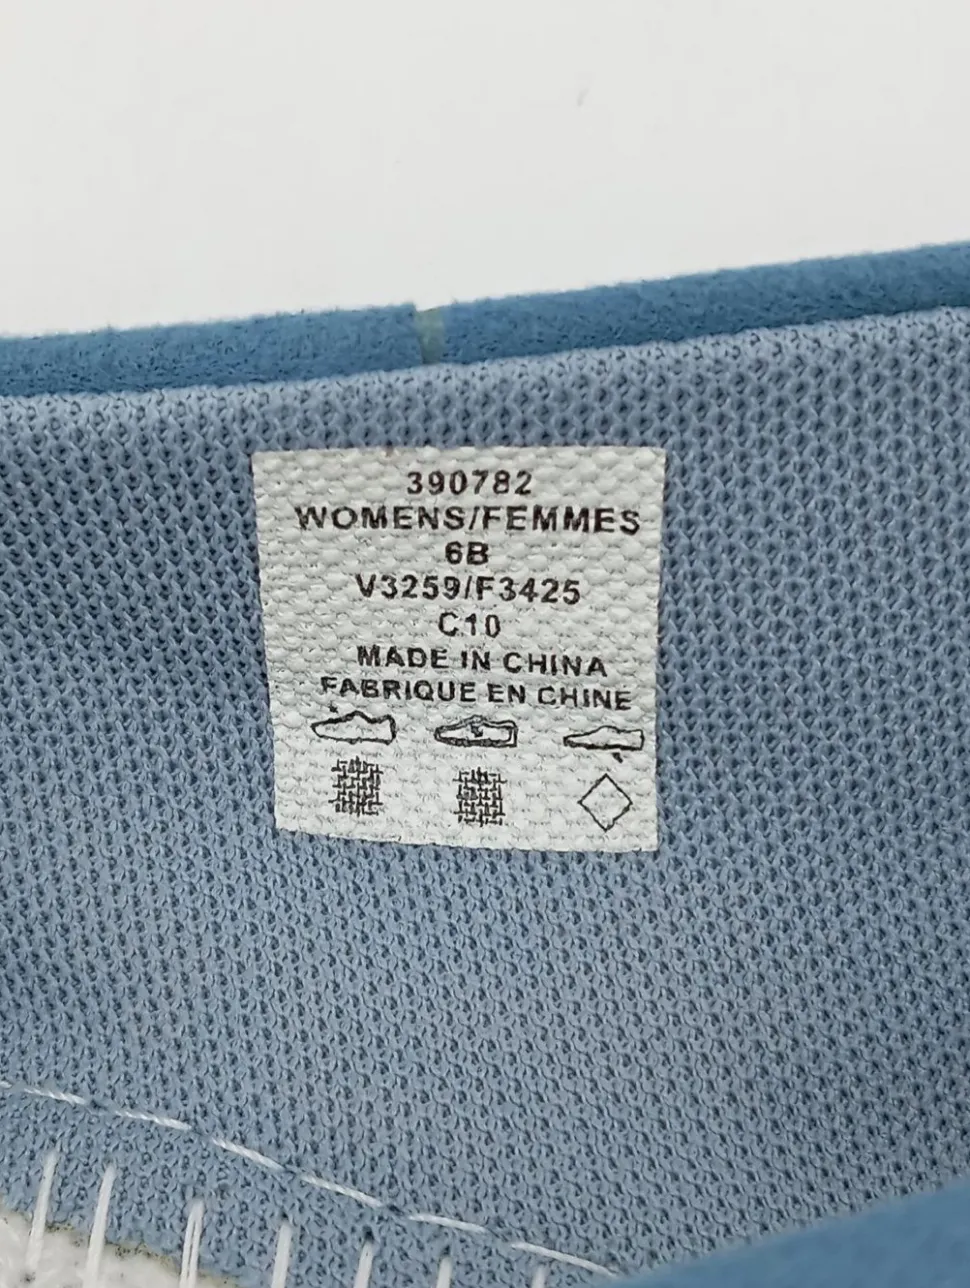 390782
WOMENS/FEMMES
6B
V3259/F3425
C10
MADE IN CHINA
FABRIQUE EN CHINE